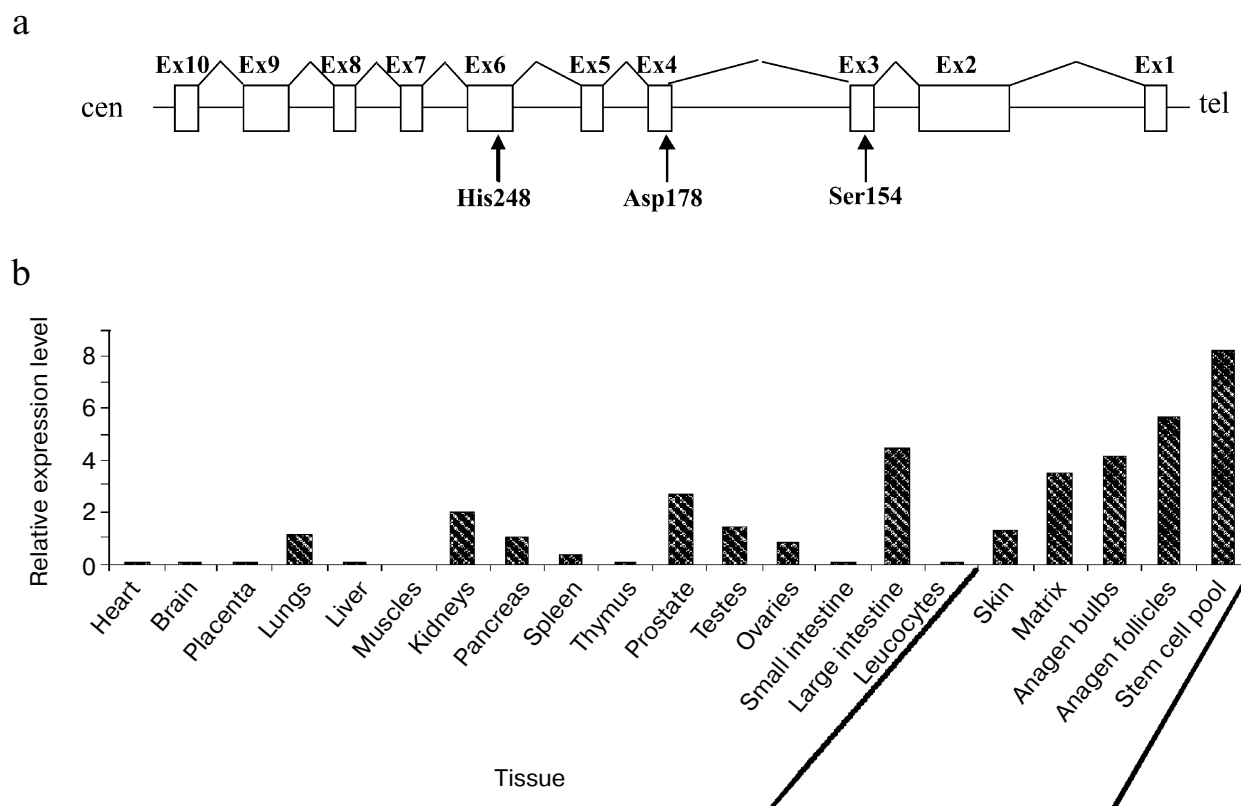 a
Ex10 Ex9 Ex8 Ex7 Ex6 Ex5 Ex4 Ex3 Ex2 Ex1
cen tel
His248 Asp178 Ser154
b
Relative expression level
8
6
4
2
0
Heart
Brain
Placenta
Lungs
Liver
Muscles
Kidneys
Pancreas
Spleen
Thymus
Prostate
Testes
Ovaries
Small intestine
Large intestine
Leucocytes
Skin
Matrix
Anagen bulbs
Anagen follicles
Stem cell pool
Tissue